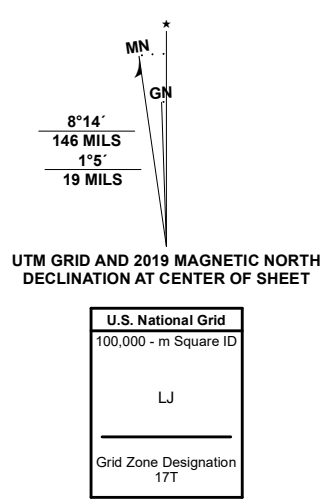 MN
GN
8°14´
146 MILS
1°5´
19 MILS
UTM GRID AND 2019 MAGNETIC NORTH
DECLINATION AT CENTER OF SHEET
U.S. National Grid
100,000 - m Square ID
LJ
Grid Zone Designation
17T